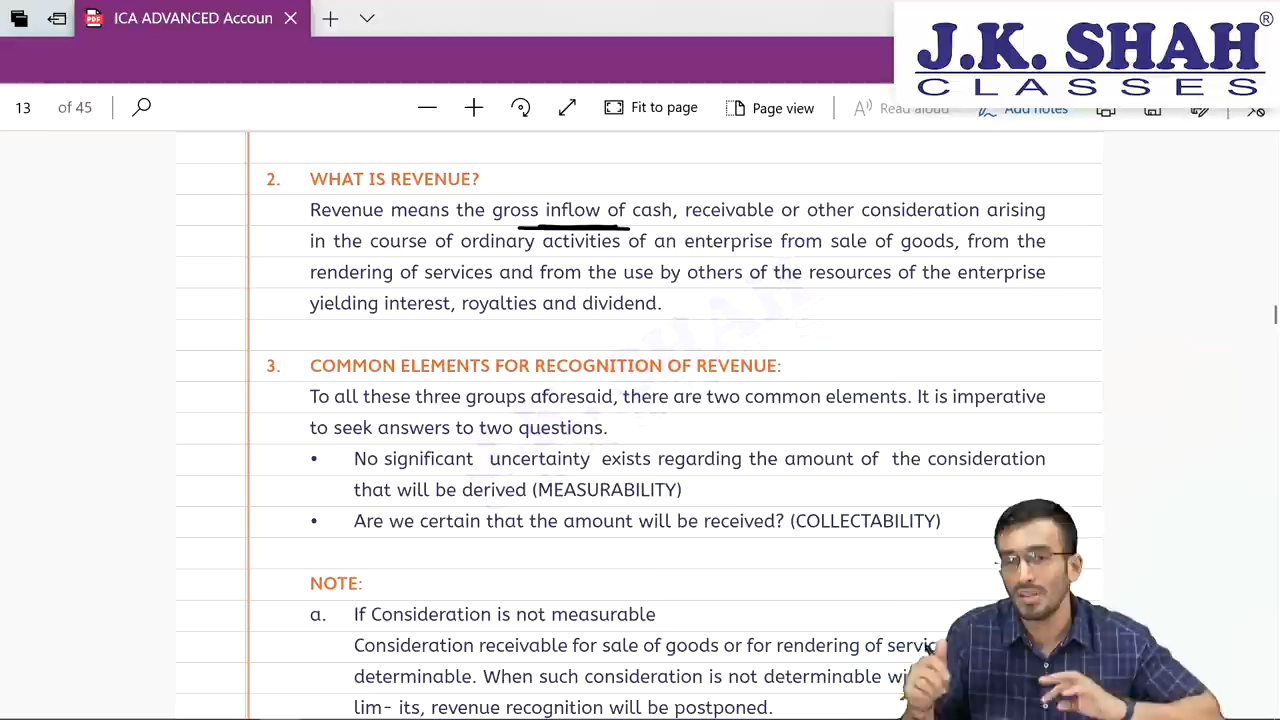 ICA ADVANCED Accoun
J.K. SHAH®
CLASSES
13 of 45
Fit to page
Page view
Read aloud
Add notes
2. WHAT IS REVENUE?
Revenue means the gross inflow of cash, receivable or other consideration arising
in the course of ordinary activities of an enterprise from sale of goods, from the
rendering of services and from the use by others of the resources of the enterprise
yielding interest, royalties and dividend.
3. COMMON ELEMENTS FOR RECOGNITION OF REVENUE:
To all these three groups aforesaid, there are two common elements. It is imperative
to seek answers to two questions.
• No significant uncertainty exists regarding the amount of the consideration
that will be derived (MEASURABILITY)
• Are we certain that the amount will be received? (COLLECTABILITY)
NOTE:
a. If Consideration is not measurable
Consideration receivable for sale of goods or for rendering of
determinable. When such consideration is not determinable
lim- its, revenue recognition will be postponed.